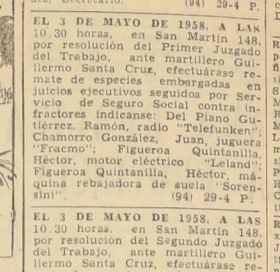 des, Secretario. (94) 29-4 P.
EL 3 DE MAYO DE 1958, A LAS
10.30 horas, en San Martín 148,
por resolución del Primer Juzgado
del Trabajo, ante martillero Gui-
llermo Santa Cruz, efectuárase re-
mate de especies embargadas en
juicios ejecutivos seguidos por Ser-
vicio de Seguro Social contra in-
fractores indícanse: Del Piano Gu-
tiérrez, Ramón, radio "Telefunken";
Chamorro González, Juan, juguera
"Fracmo"; Figueroa Quintanilla,
Héctor, motor eléctrico "Leland";
Figueroa Quintanilla, Héctor, má-
quina rebajadora de suela "Soren-
sini". (94) 29-4 P.
EL 3 DE MAYO DE 1958, A LAS
10.30 horas, en San Martín 148,
por resolución del Segundo Juzgado
del Trabajo, ante martillero Gui-
llermo Santa Cruz, efectuárase re-